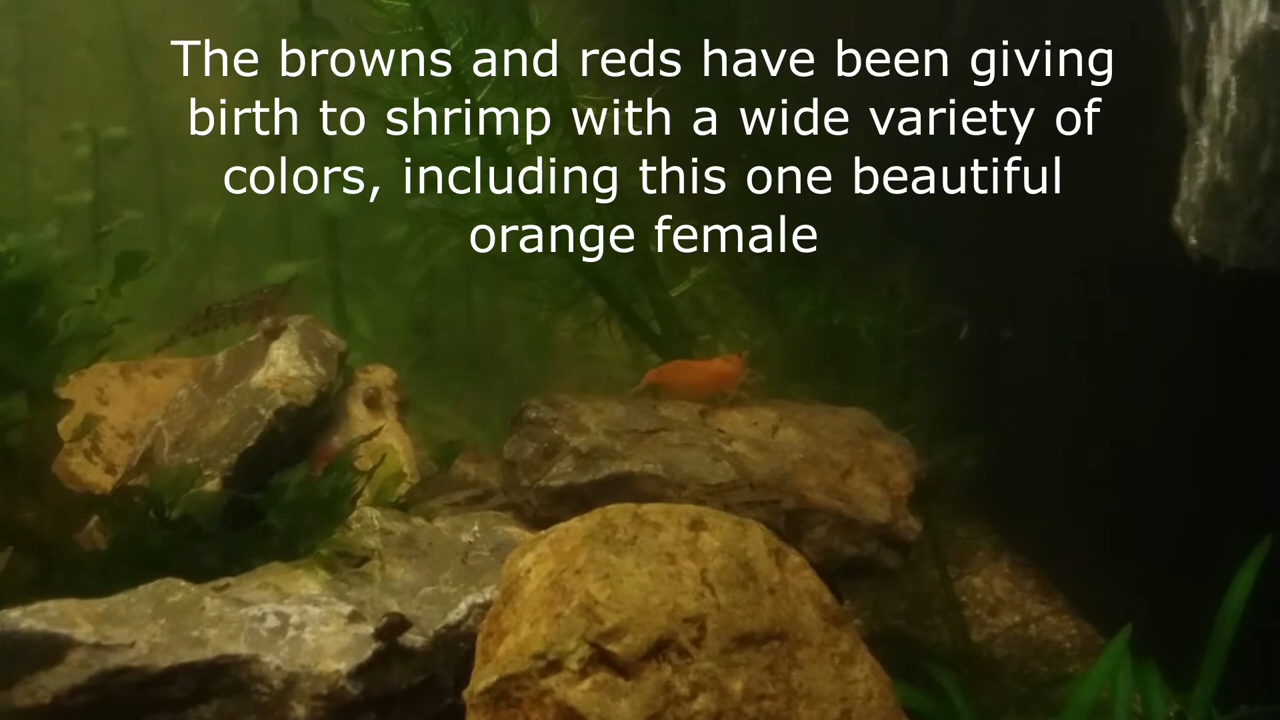 The browns and reds have been giving
birth to shrimp with a wide variety of
colors, including this one beautiful
orange female